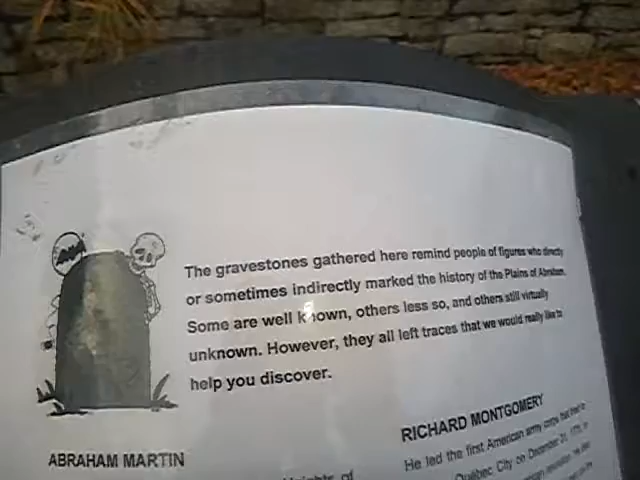 The gravestones gathered here remind people of figures who directly
or sometimes indirectly marked the history of the Plains of Abraham.
Some are well known, others less so, and others still virtually
unknown. However, they all left traces that we would really like to
help you discover.
ABRAHAM MARTIN
Heights of
RICHARD MONTGOMERY
He led the first American army corps that tried to
Québec City on December 31, 1775, in